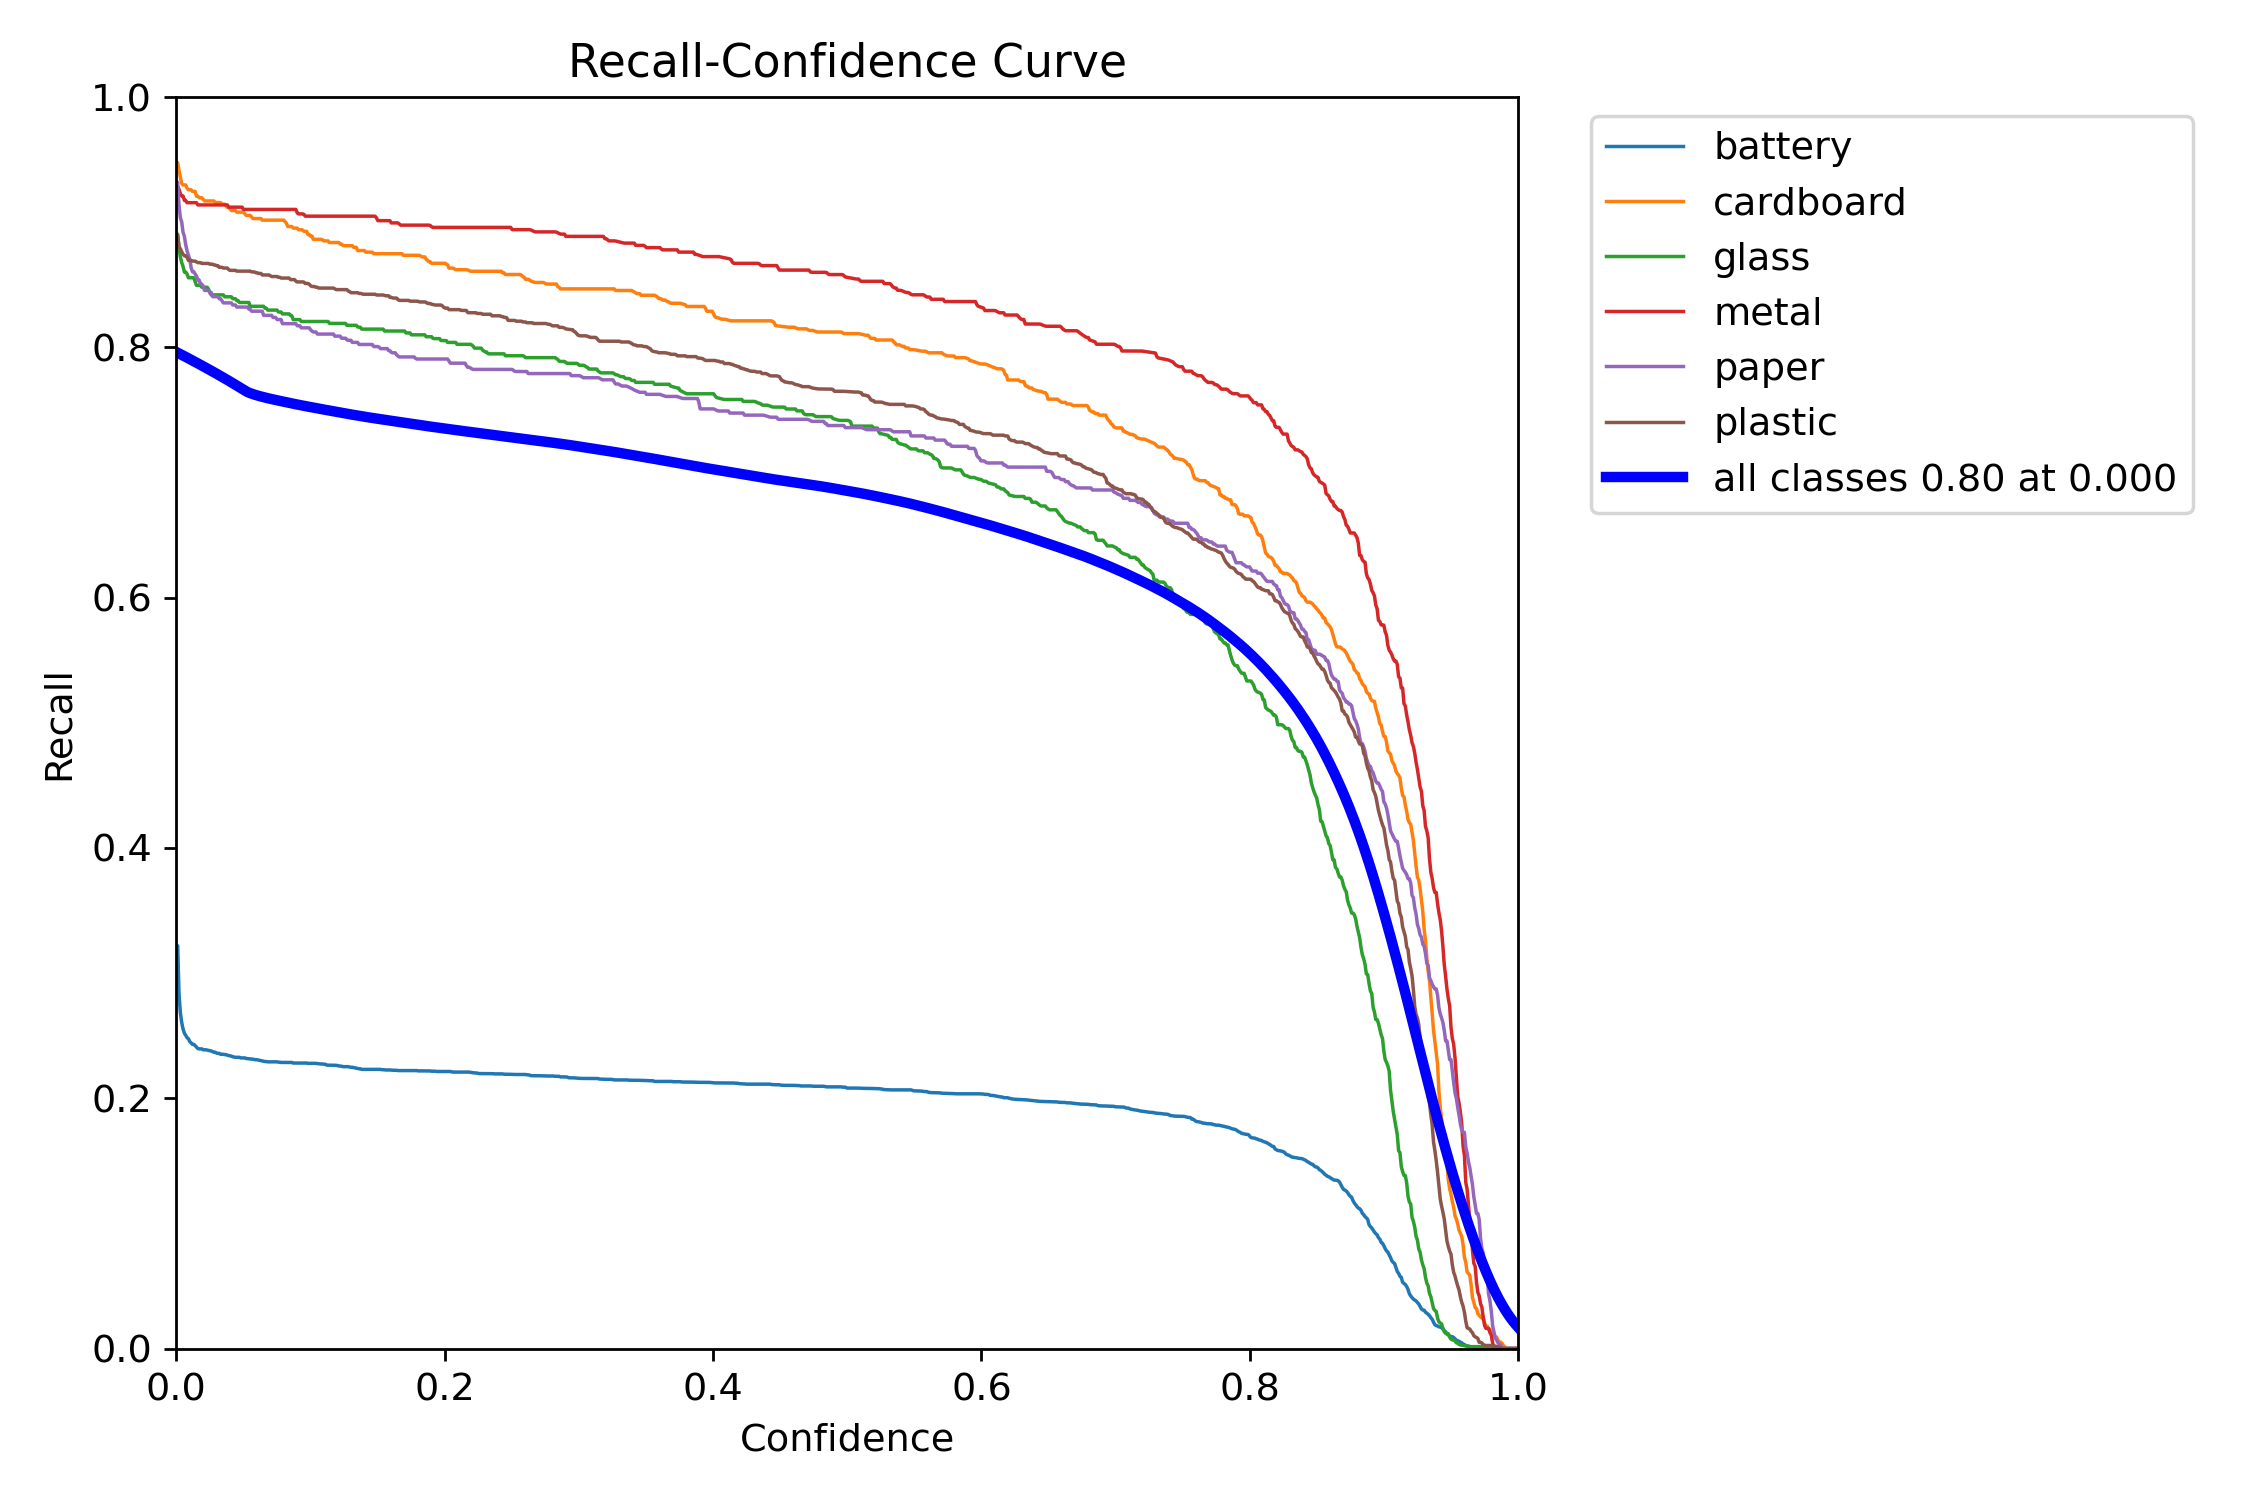 Recall-Confidence Curve
1.0
0.8
0.6
0.4
0.2
0.0
Recall
0.0 0.2 0.4 0.6 0.8 1.0
Confidence
battery
cardboard
glass
metal
paper
plastic
all classes 0.80 at 0.000